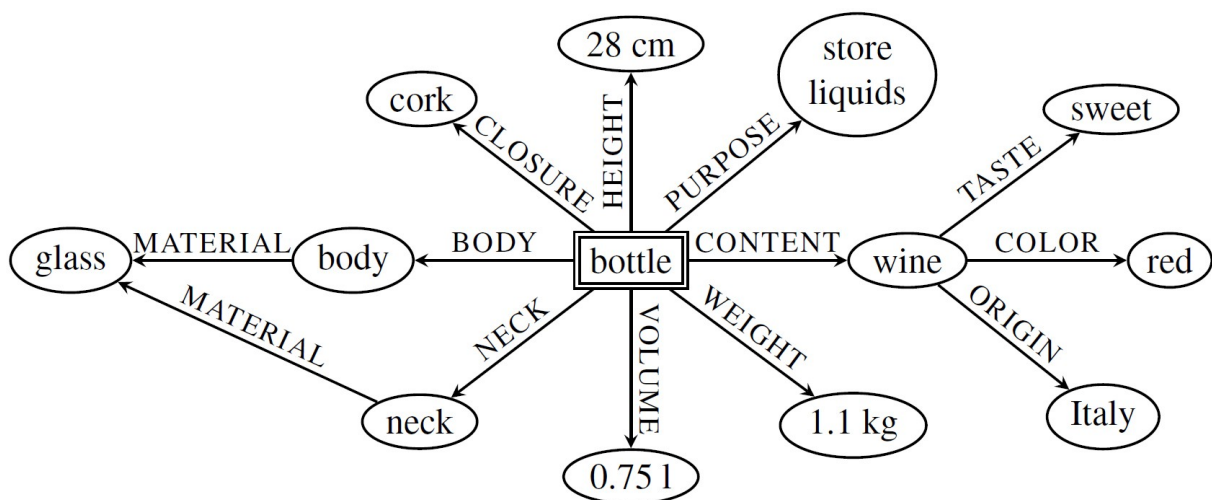 28 cm
store
liquids
cork
sweet
CLOSURE
HEIGHT
PURPOSE
TASTE
glass
MATERIAL
body
BODY
bottle
CONTENT
wine
COLOR
red
MATERIAL
NECK
VOLUME
WEIGHT
ORIGIN
neck
1.1 kg
Italy
0.75 l